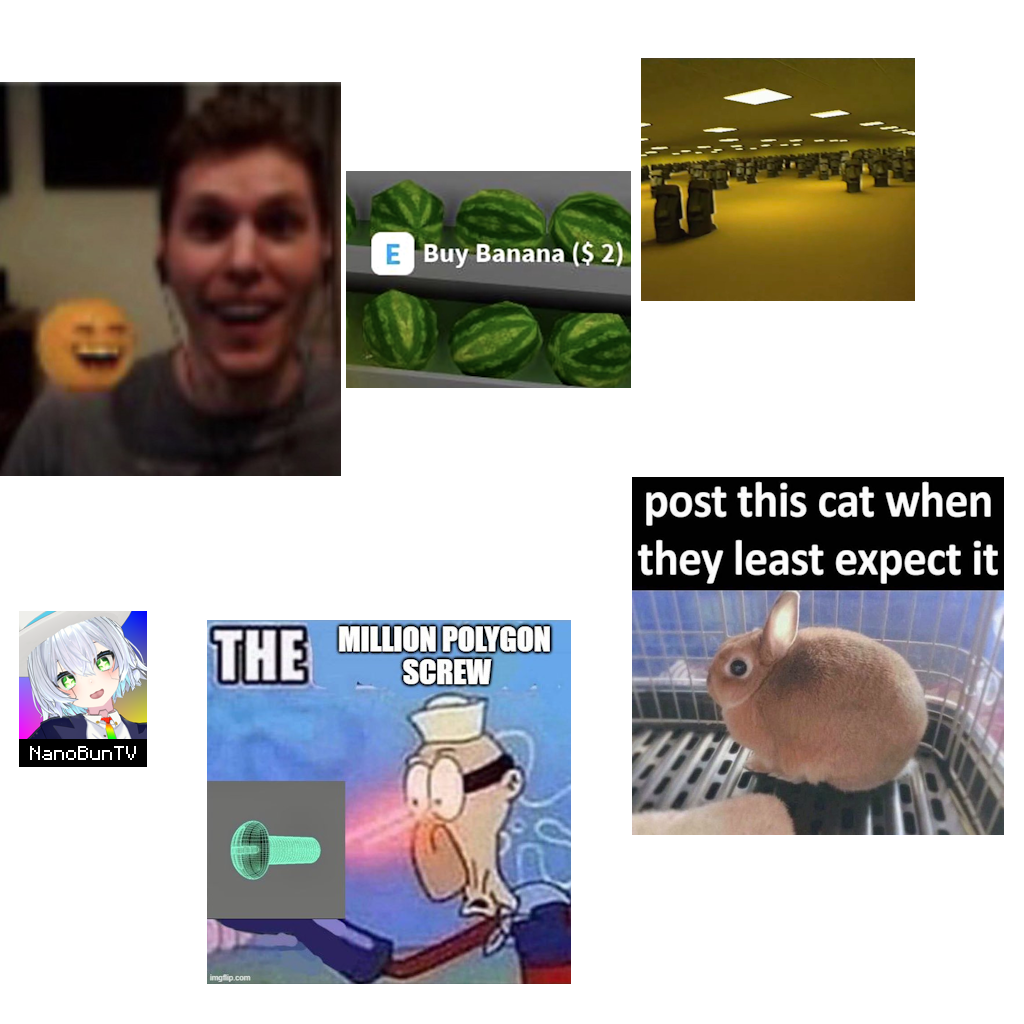 E Buy Banana ($ 2)
post this cat when
they least expect it
NanoBunTV
THE MILLION POLYGON
SCREW
imgflip.com